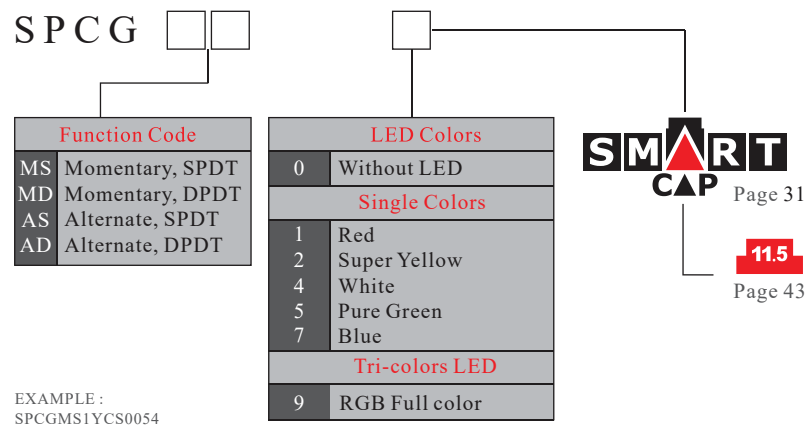 SPCG
Function Code
MS Momentary, SPDT
MD Momentary, DPDT
AS Alternate, SPDT
AD Alternate, DPDT
LED Colors
0 Without LED
Single Colors
1 Red
2 Super Yellow
4 White
5 Pure Green
7 Blue
Tri-colors LED
9 RGB Full color
SMART
CAP
Page 31
11.5
Page 43
EXAMPLE :
SPCGMS1YCS0054